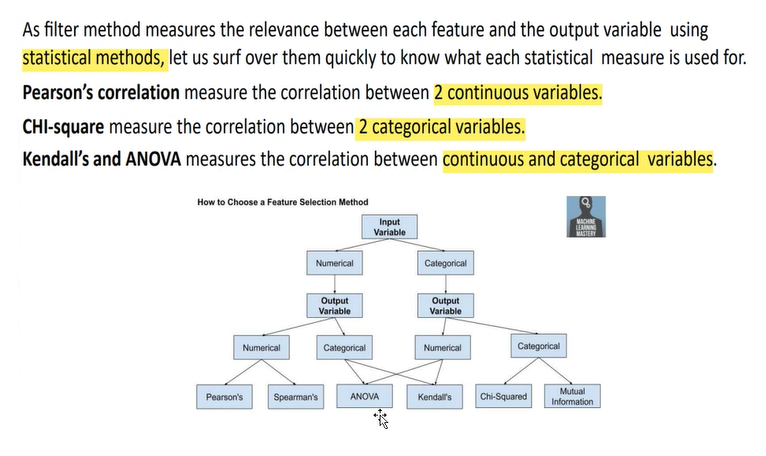 As filter method measures the relevance between each feature and the output variable using
statistical methods, let us surf over them quickly to know what each statistical measure is used for.
Pearson's correlation measure the correlation between 2 continuous variables.
CHI-square measure the correlation between 2 categorical variables.
Kendall's and ANOVA measures the correlation between continuous and categorical variables.
How to Choose a Feature Selection Method
MACHINE
LEARNING
MASTERY
Input
Variable
Numerical
Categorical
Output
Variable
Output
Variable
Numerical
Categorical
Numerical
Categorical
Pearson's
Spearman's
ANOVA
Kendall's
Chi-Squared
Mutual
Information